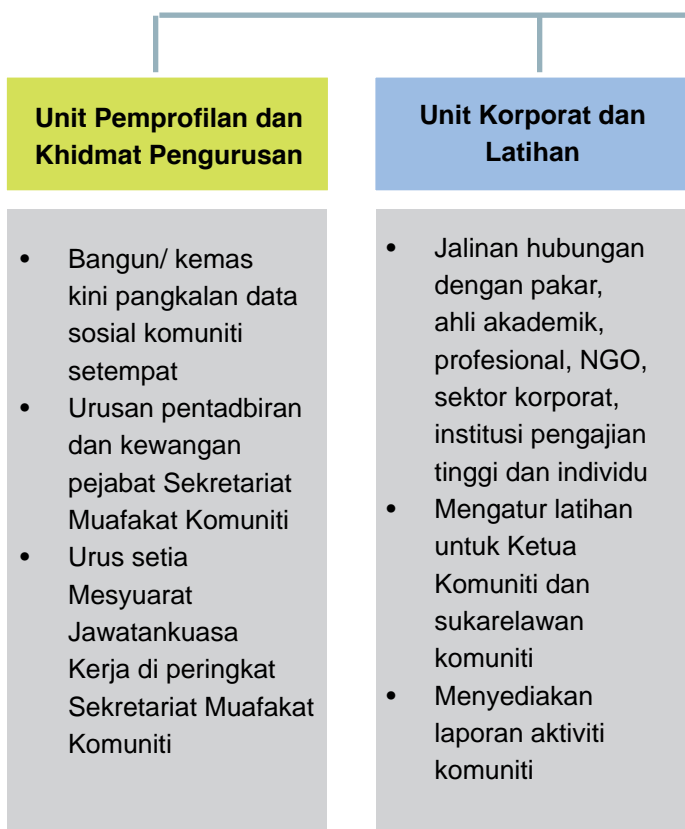 Unit Pemprofilan dan
Khidmat Pengurusan
• Bangun/ kemas
kini pangkalan data
sosial komuniti
setempat
• Urusan pentadbiran
dan kewangan
pejabat Sekretariat
Muafakat Komuniti
• Urus setia
Mesyuarat
Jawatankuasa
Kerja di peringkat
Sekretariat Muafakat
Komuniti
Unit Korporat dan
Latihan
• Jalinan hubungan
dengan pakar,
ahli akademik,
profesional, NGO,
sektor korporat,
institusi pengajian
tinggi dan individu
• Mengatur latihan
untuk Ketua
Komuniti dan
sukarelawan
komuniti
• Menyediakan
laporan aktiviti
komuniti